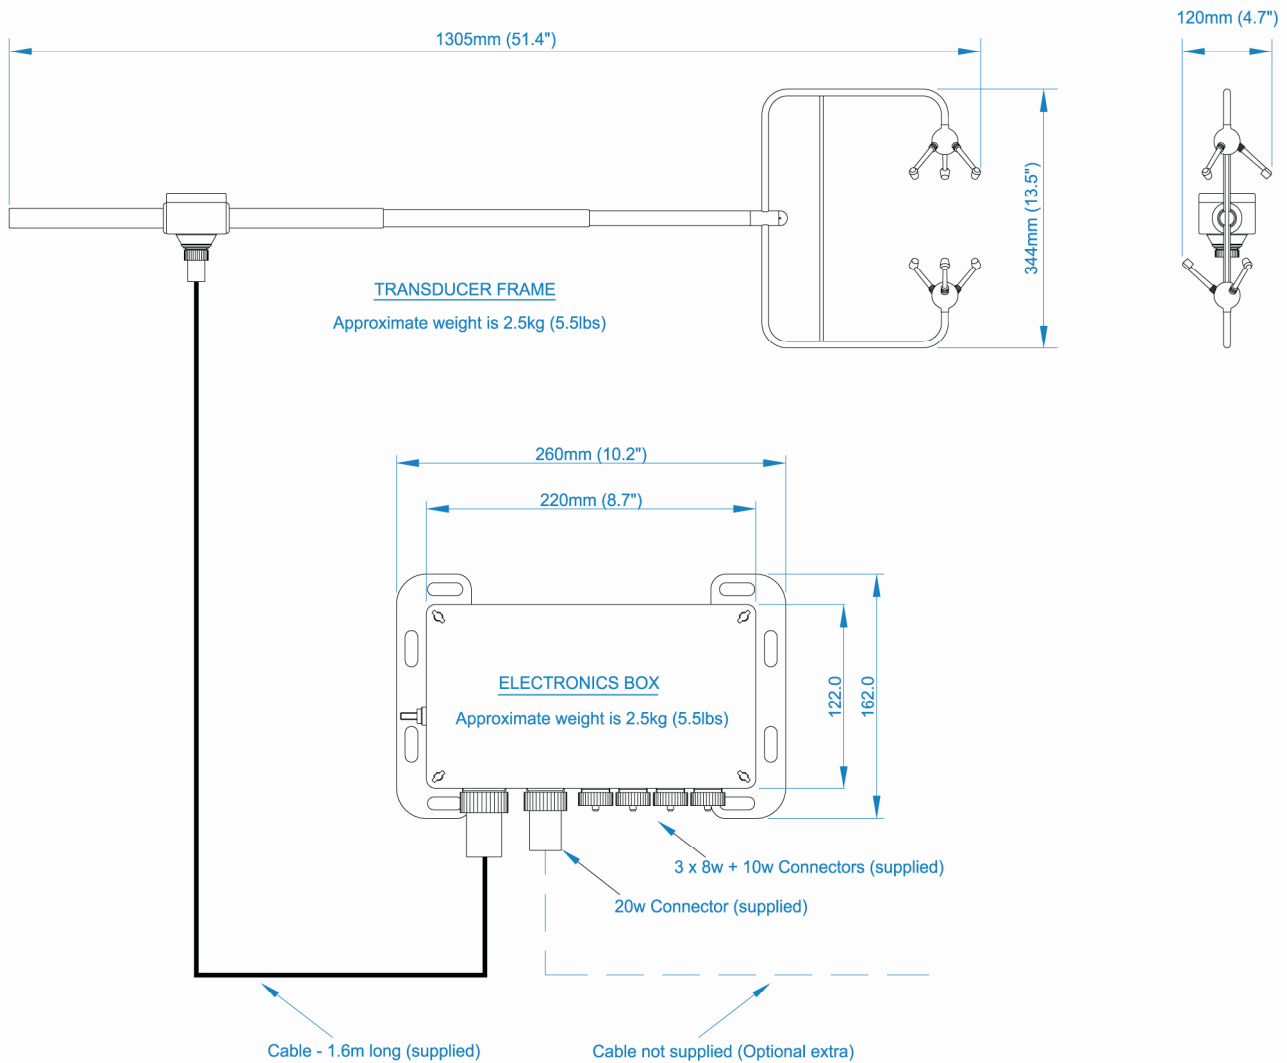 120mm (4.7")
1305mm (51.4")
344mm (13.5")
TRANSDUCER FRAME
Approximate weight is 2.5kg (5.5lbs)
260mm (10.2")
220mm (8.7")
ELECTRONICS BOX
Approximate weight is 2.5kg (5.5lbs)
122.0
162.0
3 x 8w + 10w Connectors (supplied)
20w Connector (supplied)
Cable - 1.6m long (supplied)
Cable not supplied (Optional extra)